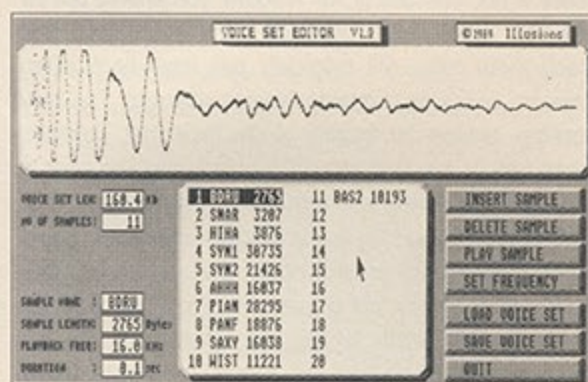 VOICE SET EDITOR V1.0
© 1989 Illusions
VOICE SET LEN: 160.4 KB
NO OF SAMPLES: 11
SAMPLE NAME : BDRU
SAMPLE LENGTH: 2765 Bytes
PLAYBACK FREQ: 16.0 KHz
DURATION : 0.1 sec
1 BDRU 2765
2 SNAR 3207
3 HIHA 3876
4 SYN1 30735
5 SYN2 21426
6 AHHH 16037
7 PIAN 28295
8 PANF 18876
9 SAXY 16038
10 WIST 11221
11 BAS2 10193
12
13
14
15
16
17
18
19
20
INSERT SAMPLE
DELETE SAMPLE
PLAY SAMPLE
SET FREQUENCY
LOAD VOICE SET
SAVE VOICE SET
QUIT